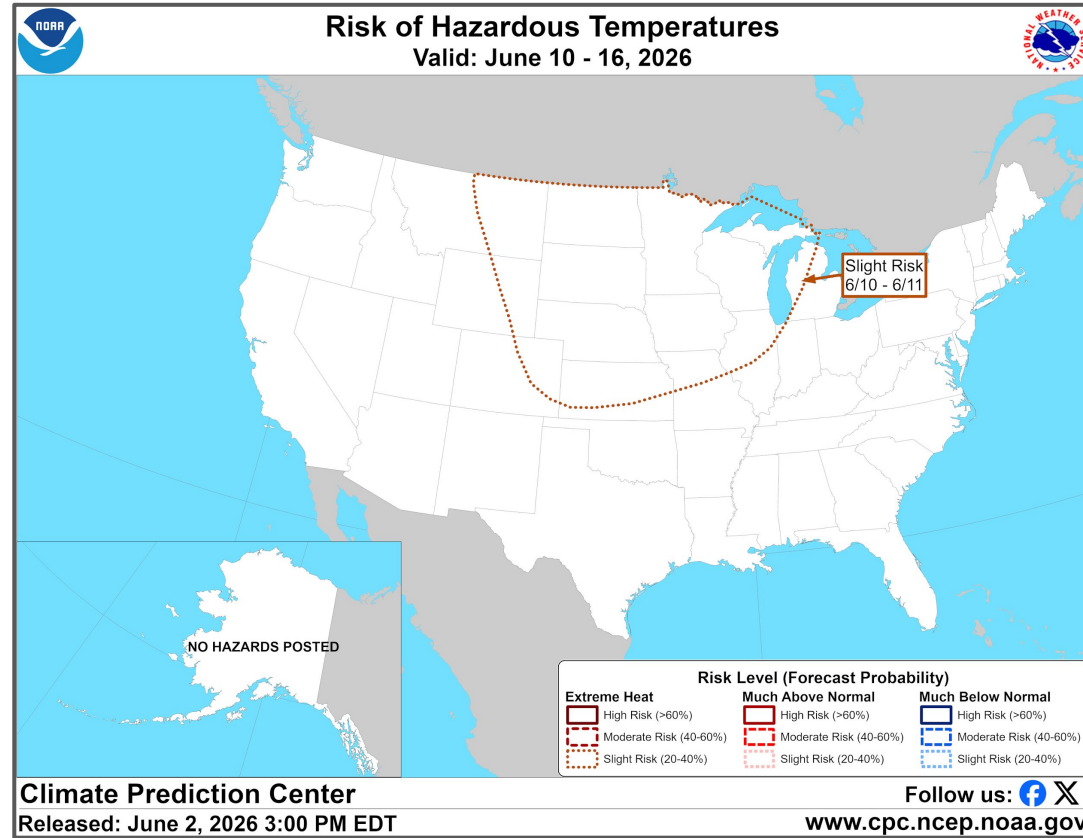 NOAA
Risk of Hazardous Temperatures
Valid: June 10 - 16, 2026
NATIONAL WEATHER SERVICE
Slight Risk
6/10 - 6/11
NO HAZARDS POSTED
Risk Level (Forecast Probability)
Extreme Heat
High Risk (>60%)
Moderate Risk (40-60%)
Slight Risk (20-40%)
Much Above Normal
High Risk (>60%)
Moderate Risk (40-60%)
Slight Risk (20-40%)
Much Below Normal
High Risk (>60%)
Moderate Risk (40-60%)
Slight Risk (20-40%)
Climate Prediction Center
Follow us:
Released: June 2, 2026 3:00 PM EDT
www.cpc.ncep.noaa.gov